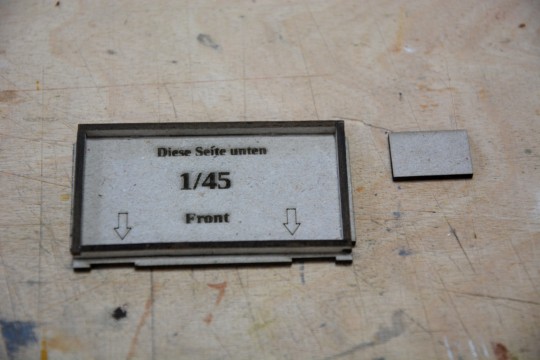 Diese Seite unten
1/45
Front